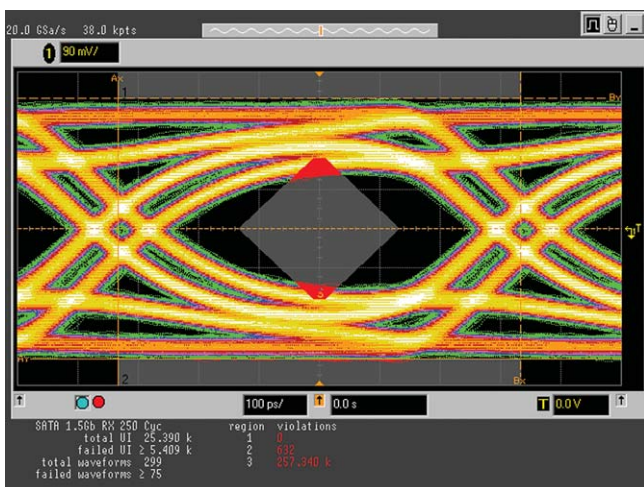 20.0 GSa/s 38.0 kpts
1 90 mV/
Ax
1
By
T
3
Ay
2
Bx
100 ps/ 0.0 s T 0.0 V
SATA 1.5Gb RX 250 Cyc region violations
total UI 25.390 k 1 0
failed UI ≥ 5.409 k 2 632
total waveforms 299 3 257.340 k
failed waveforms ≥ 75